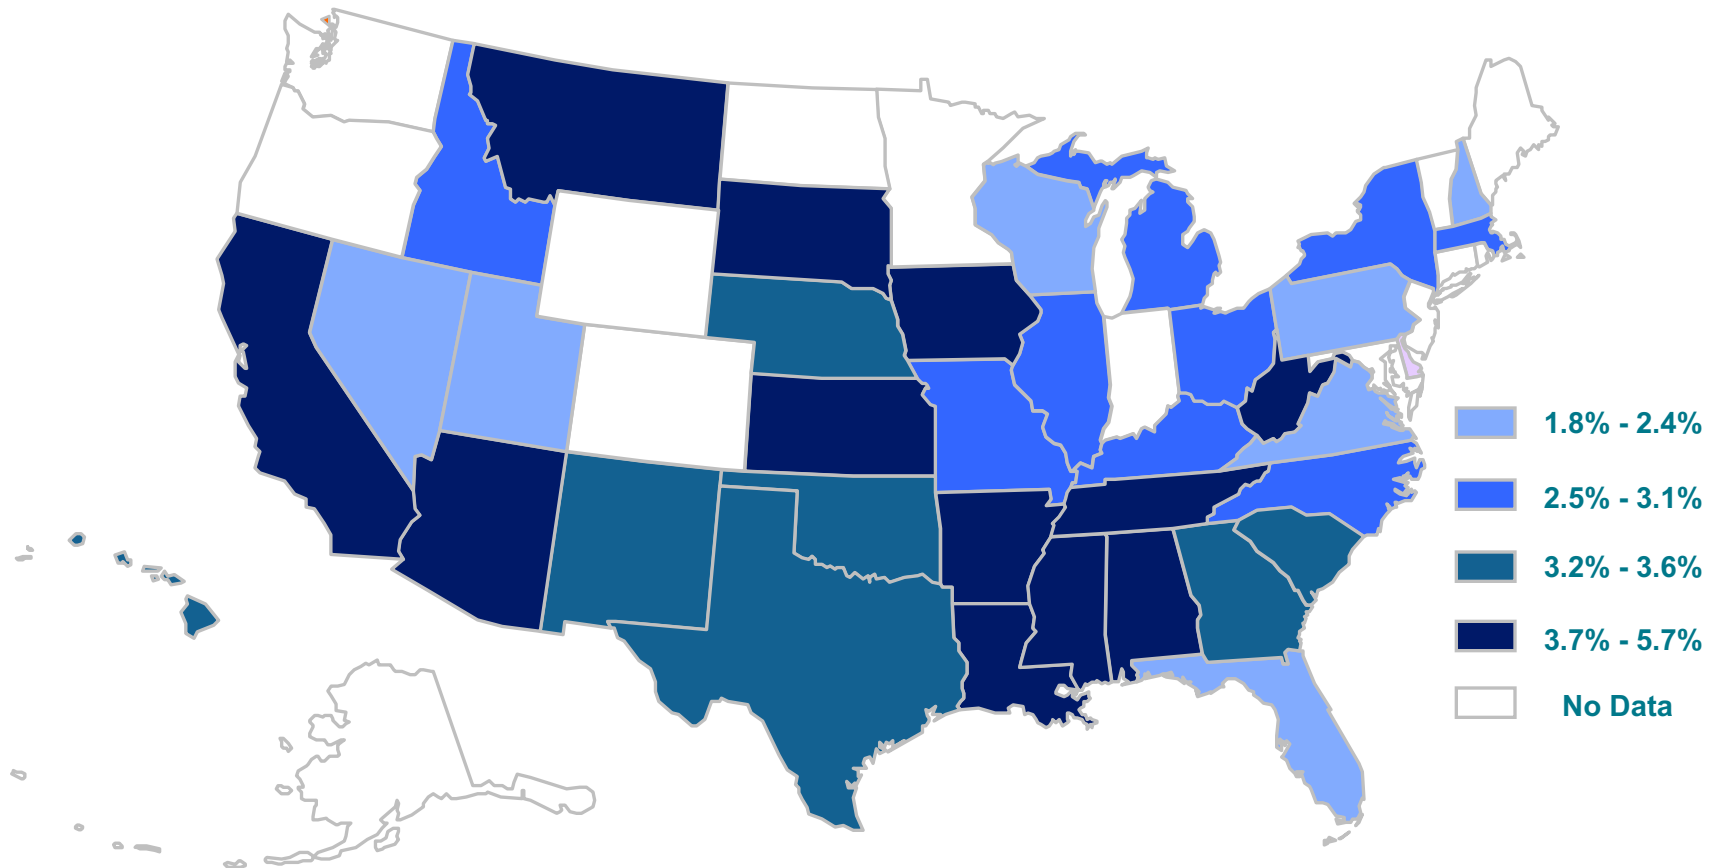 1.8% - 2.4%
2.5% - 3.1%
3.2% - 3.6%
3.7% - 5.7%
No Data